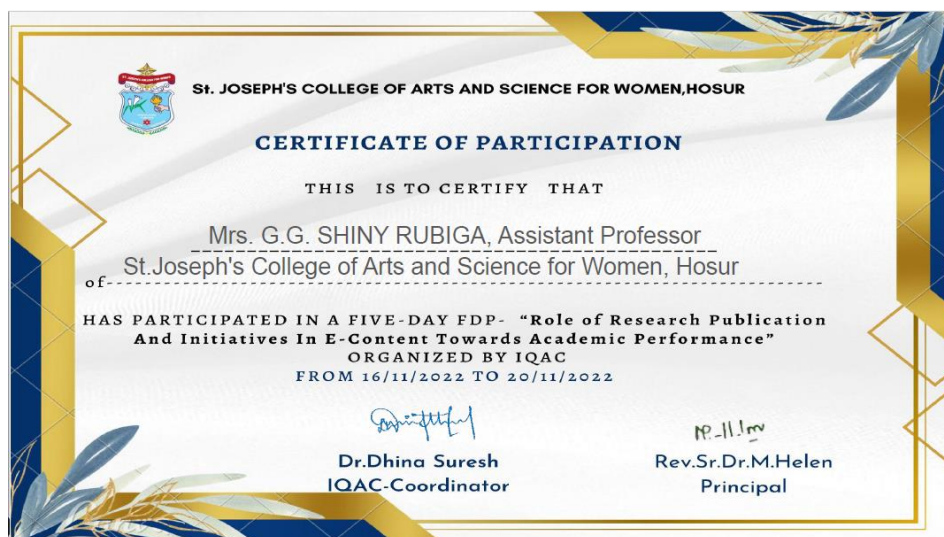 St. JOSEPH'S COLLEGE OF ARTS AND SCIENCE FOR WOMEN,HOSUR
CERTIFICATE OF PARTICIPATION
THIS IS TO CERTIFY THAT
Mrs. G.G. SHINY RUBIGA, Assistant Professor
of St.Joseph's College of Arts and Science for Women, Hosur
HAS PARTICIPATED IN A FIVE-DAY FDP- “Role of Research Publication
And Initiatives In E-Content Towards Academic Performance”
ORGANIZED BY IQAC
FROM 16/11/2022 TO 20/11/2022
Dr.Dhina Suresh
IQAC-Coordinator
Rev.Sr.Dr.M.Helen
Principal